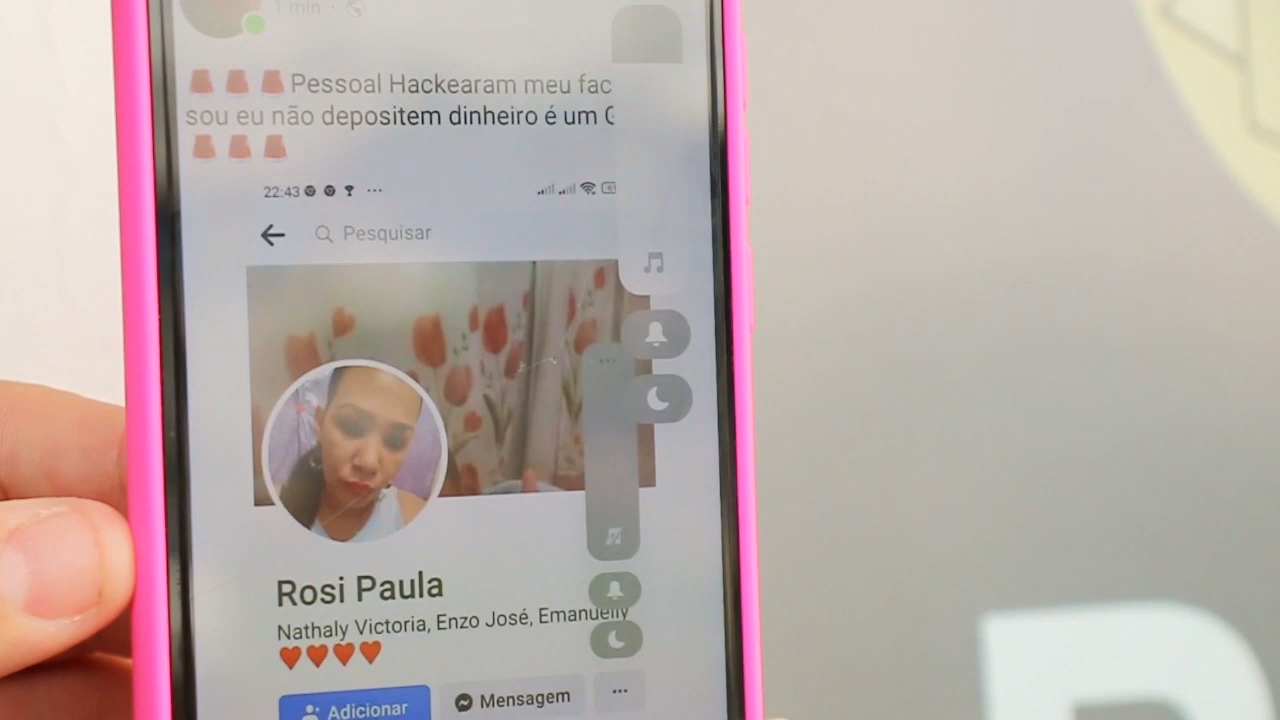 1 min
Pessoal Hackearam meu fac
sou eu não depositem dinheiro é um
22:43
Pesquisar
Rosi Paula
Nathaly Victoria, Enzo José, Emanuelly
Adicionar
Mensagem